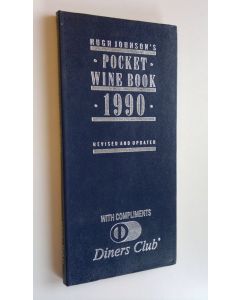 HUGH JOHNSON'S
·POCKET·
WINE BOOK
·1990·
REVISED AND UPDATED
WITH COMPLIMENTS
Diners Club®